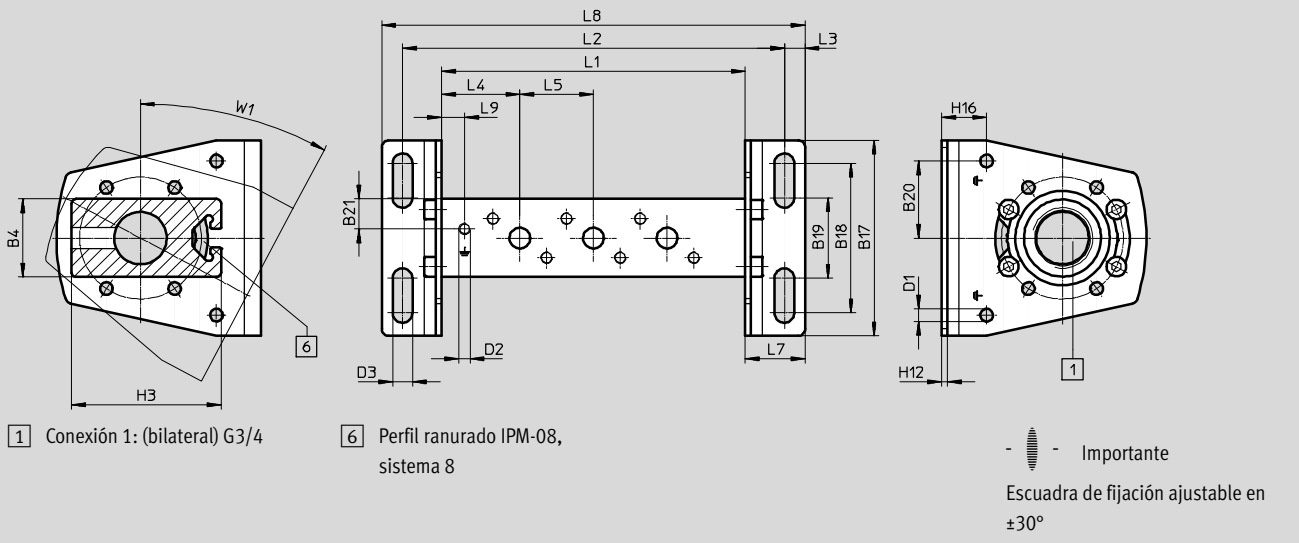 L8
L2
L3
L1
L4
L5
L9
W1
H16
B21
B4
B19
B18
B17
B20
D1
6
D2
D3
L7
H12
1
H3
1 Conexión 1: (bilateral) G3/4
6 Perfil ranurado IPM-08,
sistema 8
- - Importante
Escuadra de fijación ajustable en
±30°